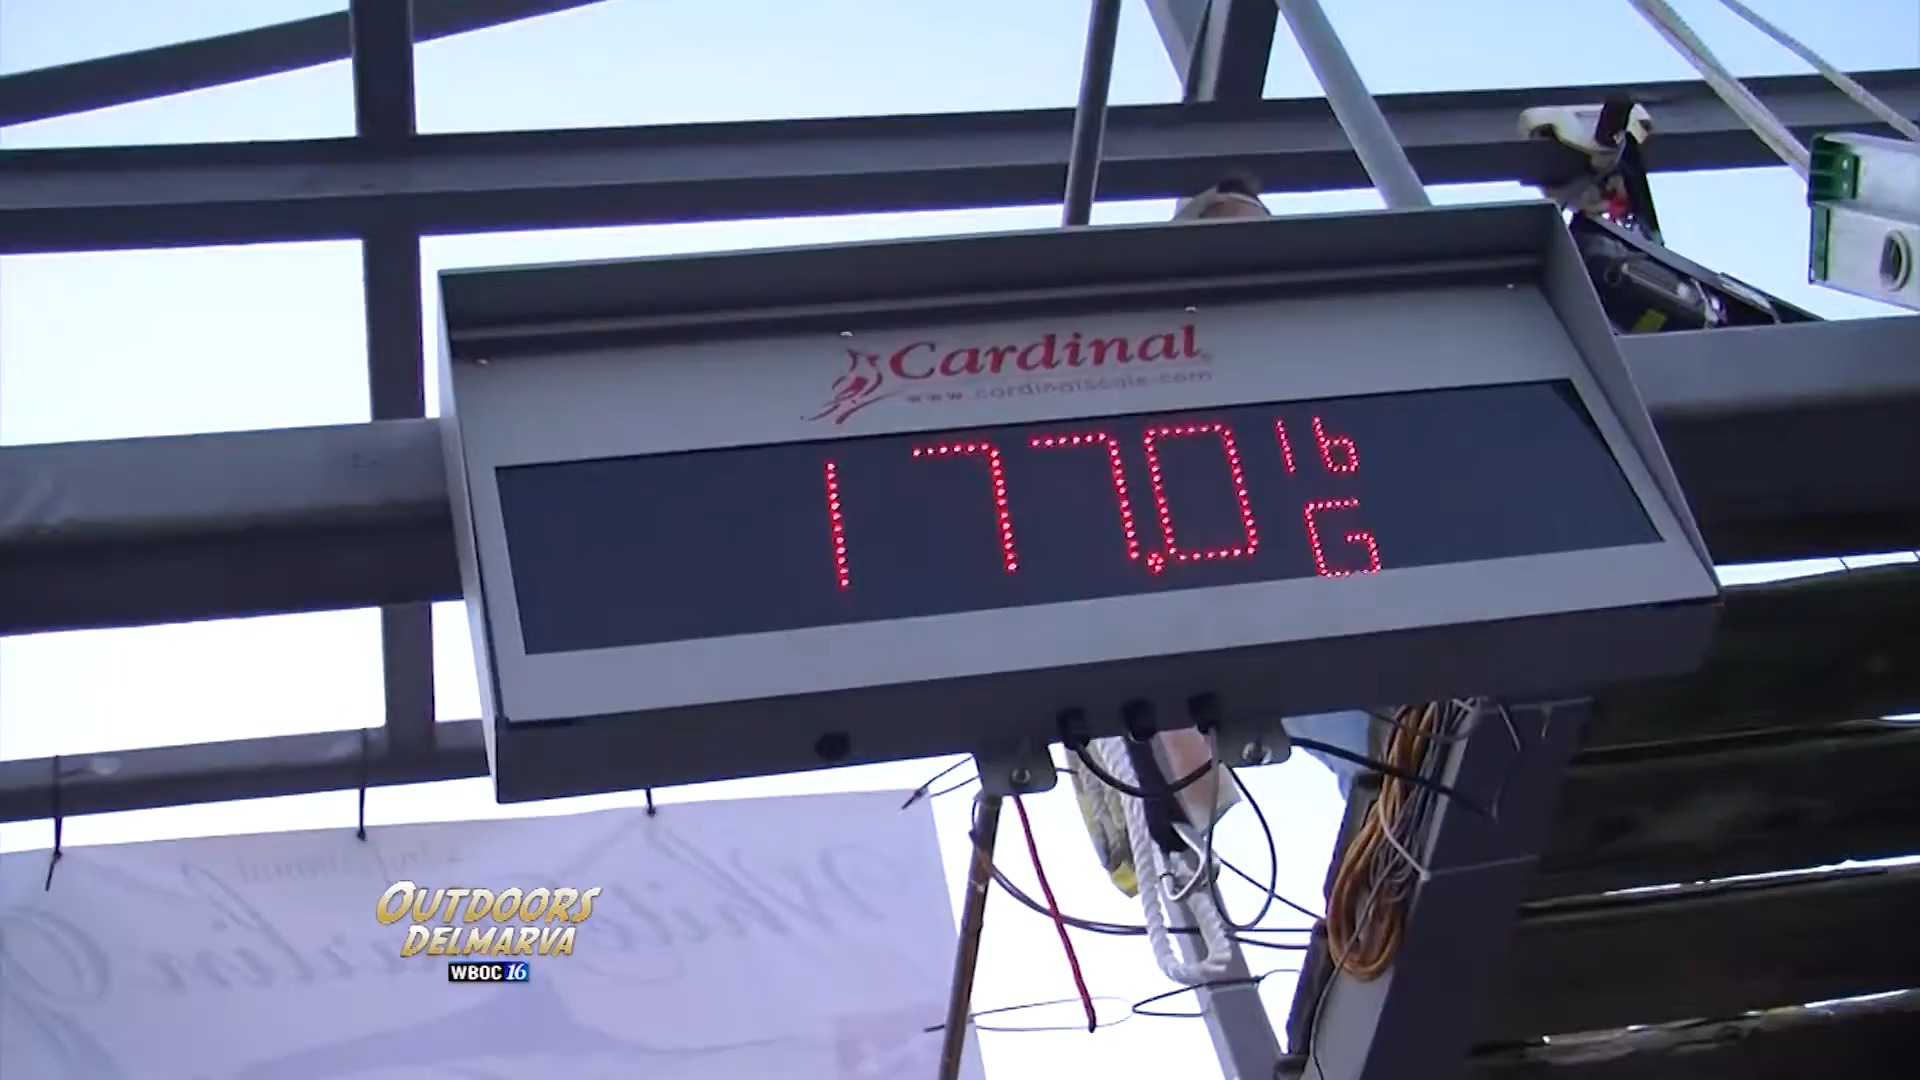 Cardinal
www.cardinalscale.com
177.0 lb
G
OUTDOORS
DELMARVA
WBOC 16